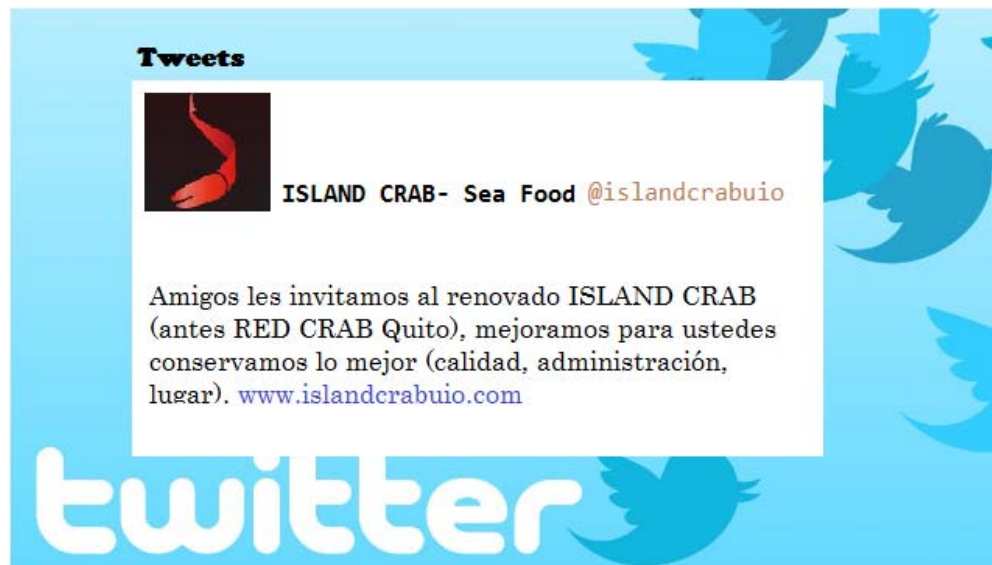 Tweets
ISLAND CRAB- Sea Food @islandcrabuio
Amigos les invitamos al renovado ISLAND CRAB
(antes RED CRAB Quito), mejoramos para ustedes
conservamos lo mejor (calidad, administración,
lugar). www.islandcrabuio.com
twitter